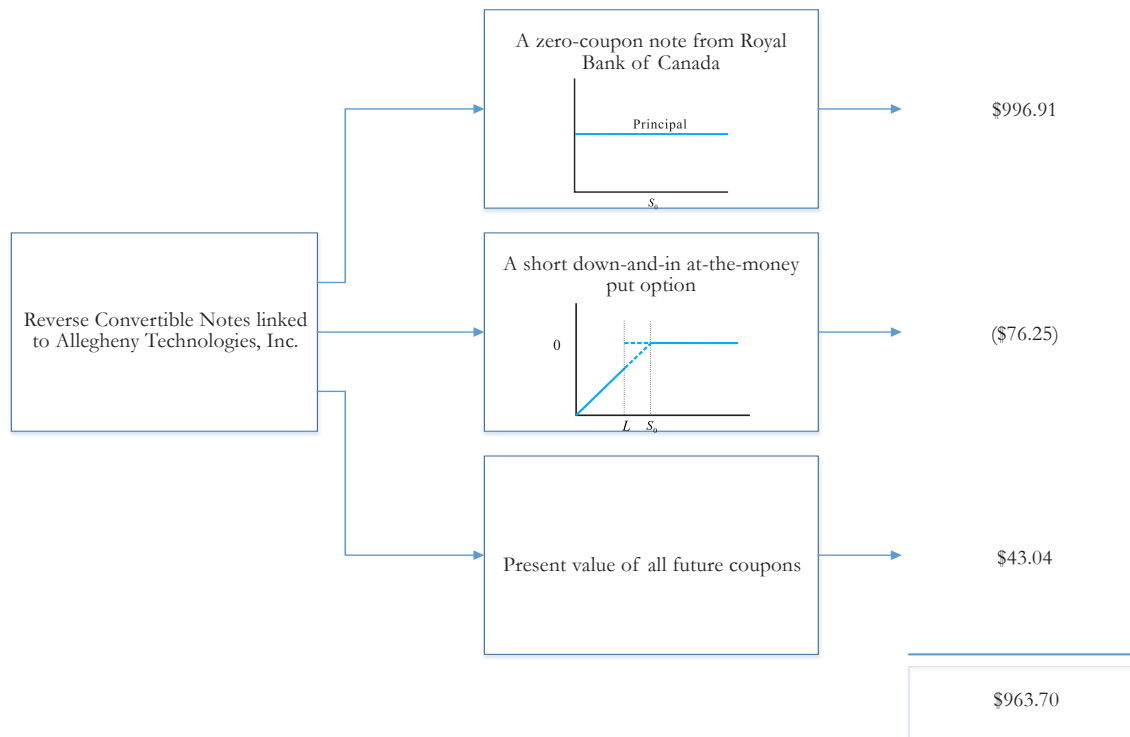 A zero-coupon note from Royal
Bank of Canada
Principal
S₀
$996.91
Reverse Convertible Notes linked
to Allegheny Technologies, Inc.
A short down-and-in at-the-money
put option
0
L S₀
($76.25)
Present value of all future coupons
$43.04
$963.70